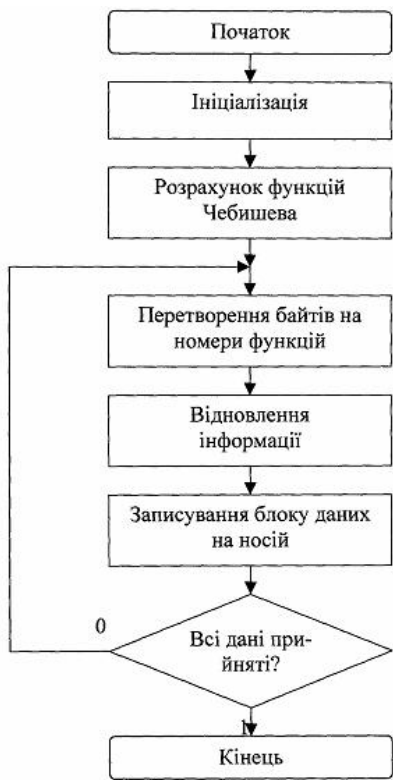 Початок
Ініціалізація
Розрахунок функцій
Чебишева
Перетворення байтів на
номери функцій
Відновлення
інформації
Записування блоку даних
на носій
0
Всі дані при-
йняті?
1
Кінець